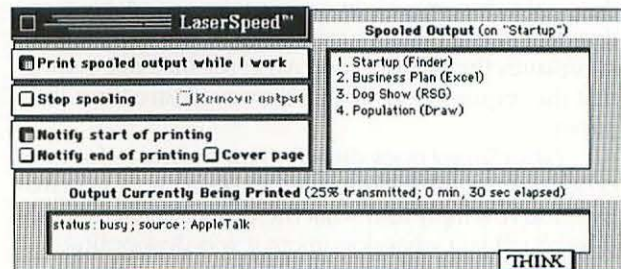 LaserSpeed™
Print spooled output while I work
Stop spooling Remove output
Notify start of printing
Notify end of printing Cover page
Spooled Output (on "Startup")
1. Startup (Finder)
2. Business Plan (Excel)
3. Dog Show (RSG)
4. Population (Draw)
Output Currently Being Printed (25% transmitted; 0 min, 30 sec elapsed)
status: busy; source: AppleTalk
THINK